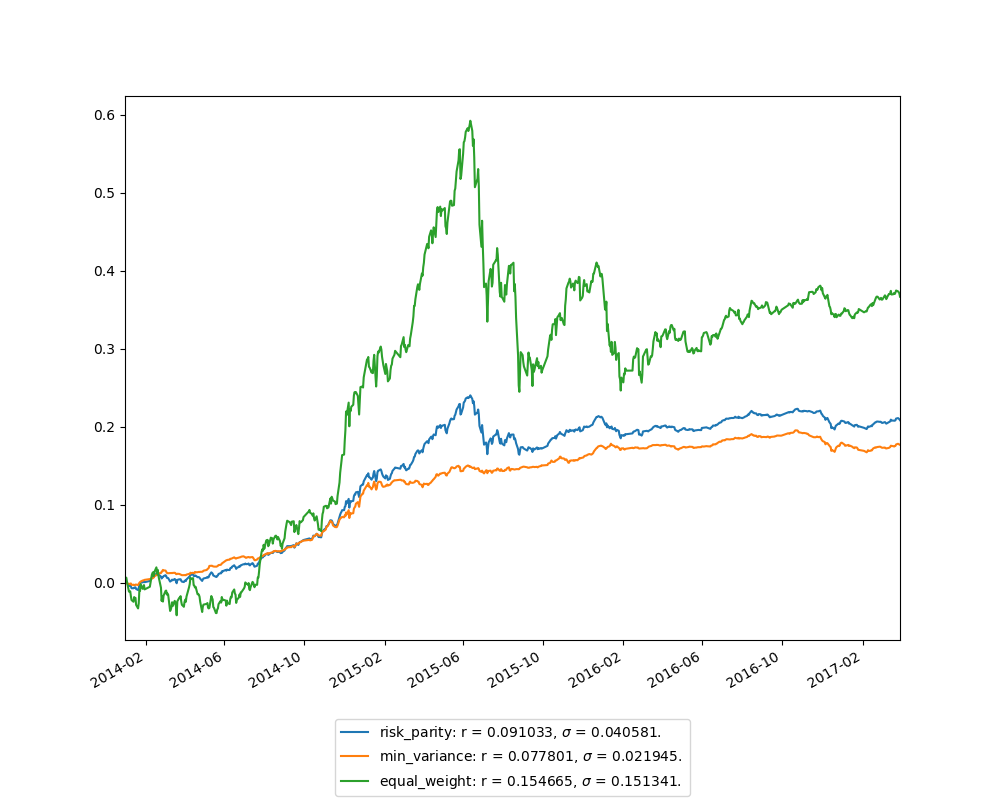 0.6
0.5
0.4
0.3
0.2
0.1
0.0
2014-02 2014-06 2014-10 2015-02 2015-06 2015-10 2016-02 2016-06 2016-10 2017-02
risk_parity: r = 0.091033, σ = 0.040581.
min_variance: r = 0.077801, σ = 0.021945.
equal_weight: r = 0.154665, σ = 0.151341.